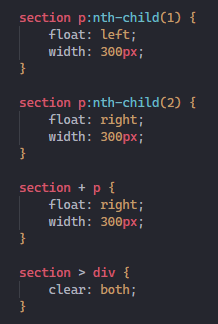 section p:nth-child(1) {
    float: left;
    width: 300px;
}

section p:nth-child(2) {
    float: right;
    width: 300px;
}

section + p {
    float: right;
    width: 300px;
}

section > div {
    clear: both;
}